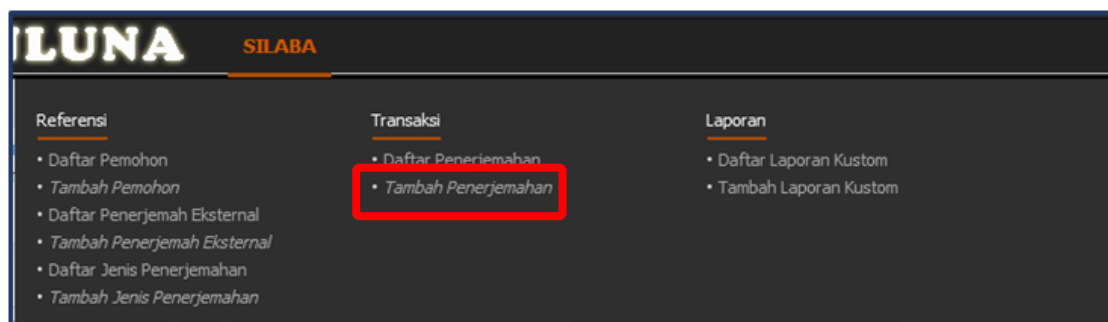 LUNA SILABA
Referensi
• Daftar Pemohon
• Tambah Pemohon
• Daftar Penerjemah Eksternal
• Tambah Penerjemah Eksternal
• Daftar Jenis Penerjemahan
• Tambah Jenis Penerjemahan
Transaksi
• Daftar Penerjemahan
• Tambah Penerjemahan
Laporan
• Daftar Laporan Kustom
• Tambah Laporan Kustom